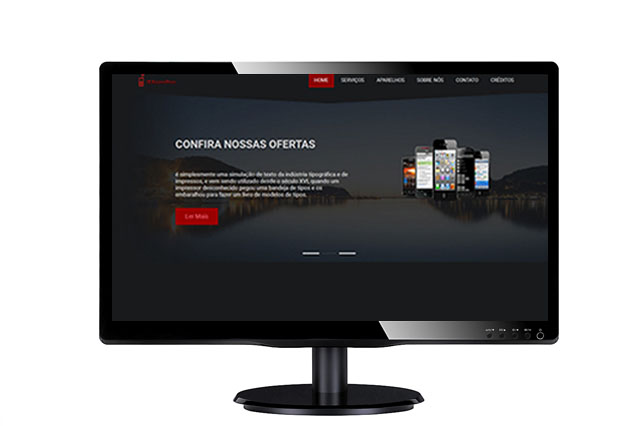 HOME SERVIÇOS APARELHOS SOBRE NÓS CONTATO CRÉDITOS
CONFIRA NOSSAS OFERTAS
é simplesmente uma simulação de texto da indústria tipográfica e de
impressos, e vem sendo utilizado desde o século XVI, quando um
impressor desconhecido pegou uma bandeja de tipos e os
embaralhou para fazer um livro de modelos de tipos.
Ler Mais